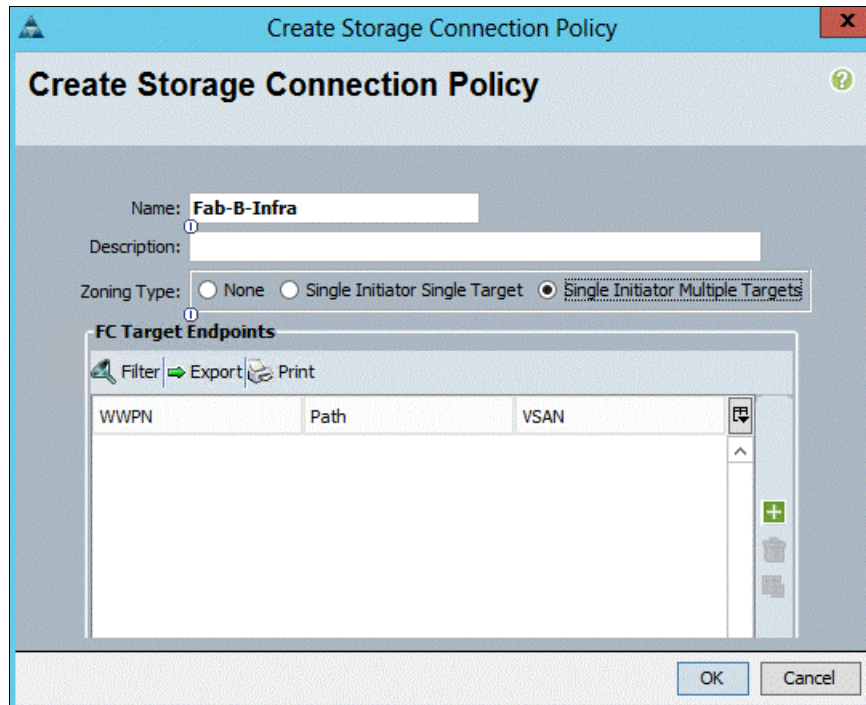 Create Storage Connection Policy
X
Create Storage Connection Policy
?
Name: Fab-B-Infra
Description:
Zoning Type: None Single Initiator Single Target Single Initiator Multiple Targets
FC Target Endpoints
Filter Export Print
WWPN Path VSAN
OK Cancel